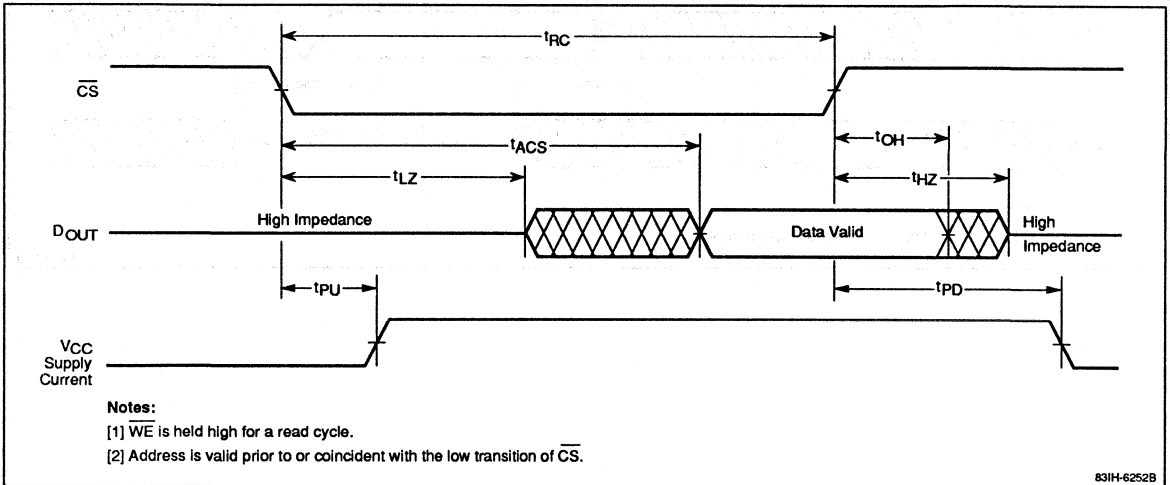 tRC
CS
tACS
tOH
tLZ
tHZ
DOUT
High Impedance
Data Valid
High
Impedance
tPU
tPD
VCC
Supply
Current
Notes:
[1] WE is held high for a read cycle.
[2] Address is valid prior to or coincident with the low transition of CS.
83IH-6252B